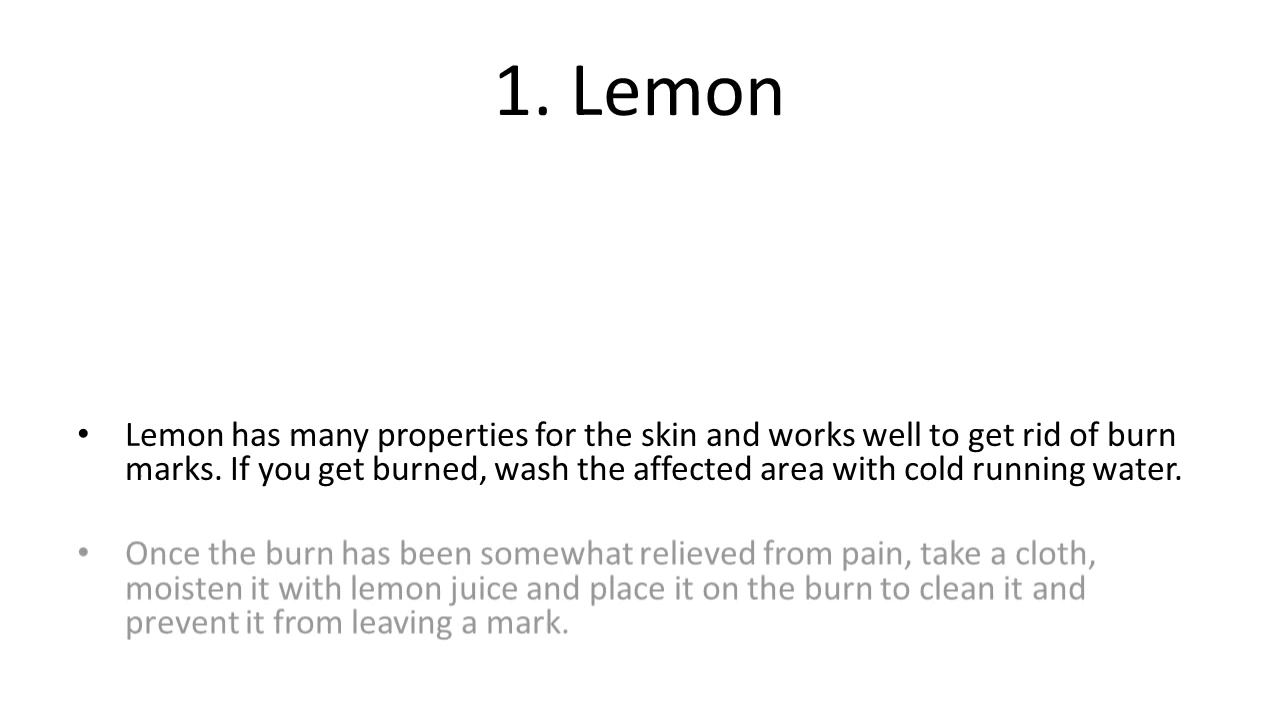 1. Lemon
• Lemon has many properties for the skin and works well to get rid of burn
marks. If you get burned, wash the affected area with cold running water.
• Once the burn has been somewhat relieved from pain, take a cloth,
moisten it with lemon juice and place it on the burn to clean it and
prevent it from leaving a mark.